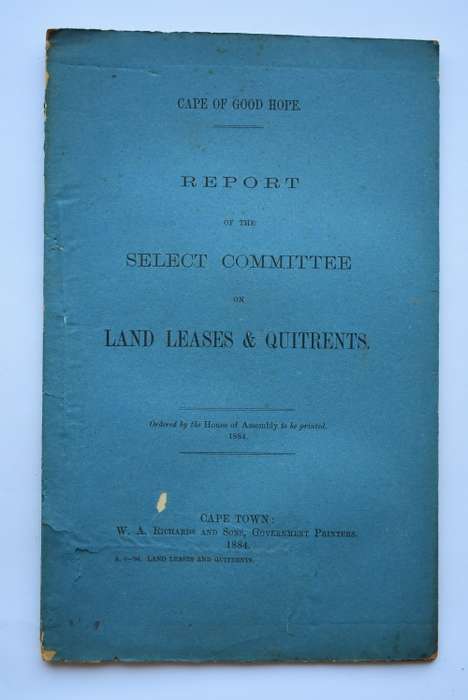 CAPE OF GOOD HOPE.
REPORT
OF THE
SELECT COMMITTEE
ON
LAND LEASES & QUITRENTS.
Ordered by the House of Assembly to be printed.
1884.
CAPE TOWN:
W. A. RICHARDS AND SONS, GOVERNMENT PRINTERS.
1884.
LAND LEASES AND QUITRENTS.